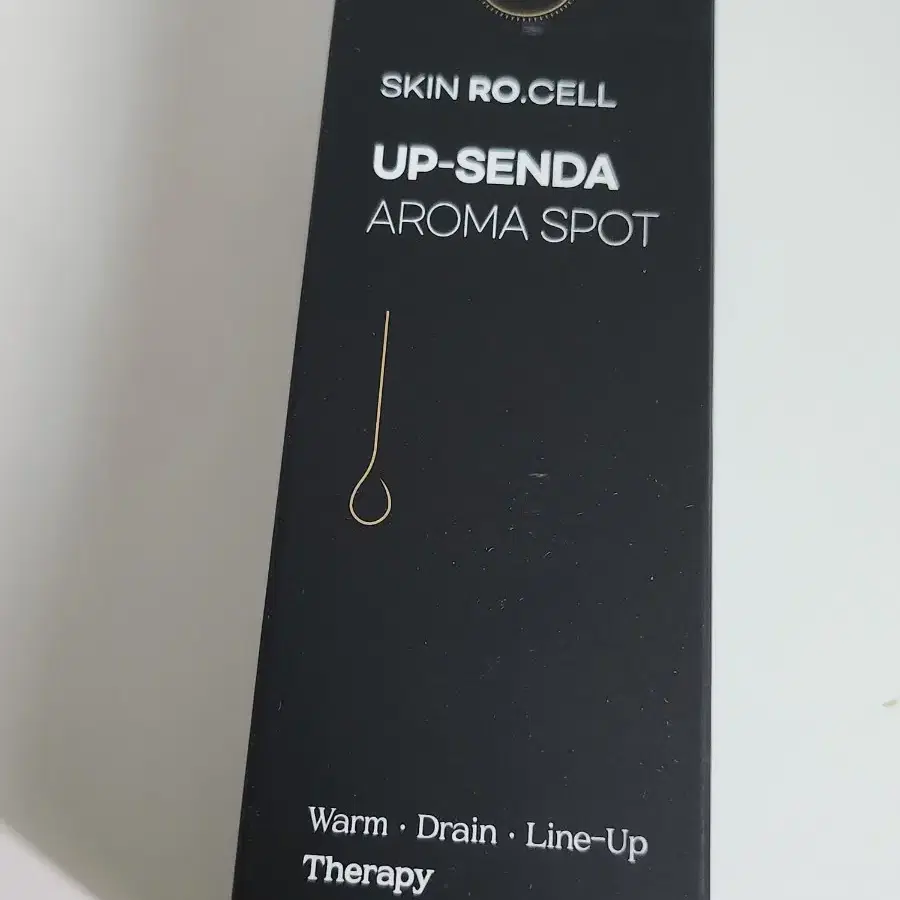 SKIN RO.CELL
UP-SENDA
AROMA SPOT
Warm · Drain · Line-Up
Therapy